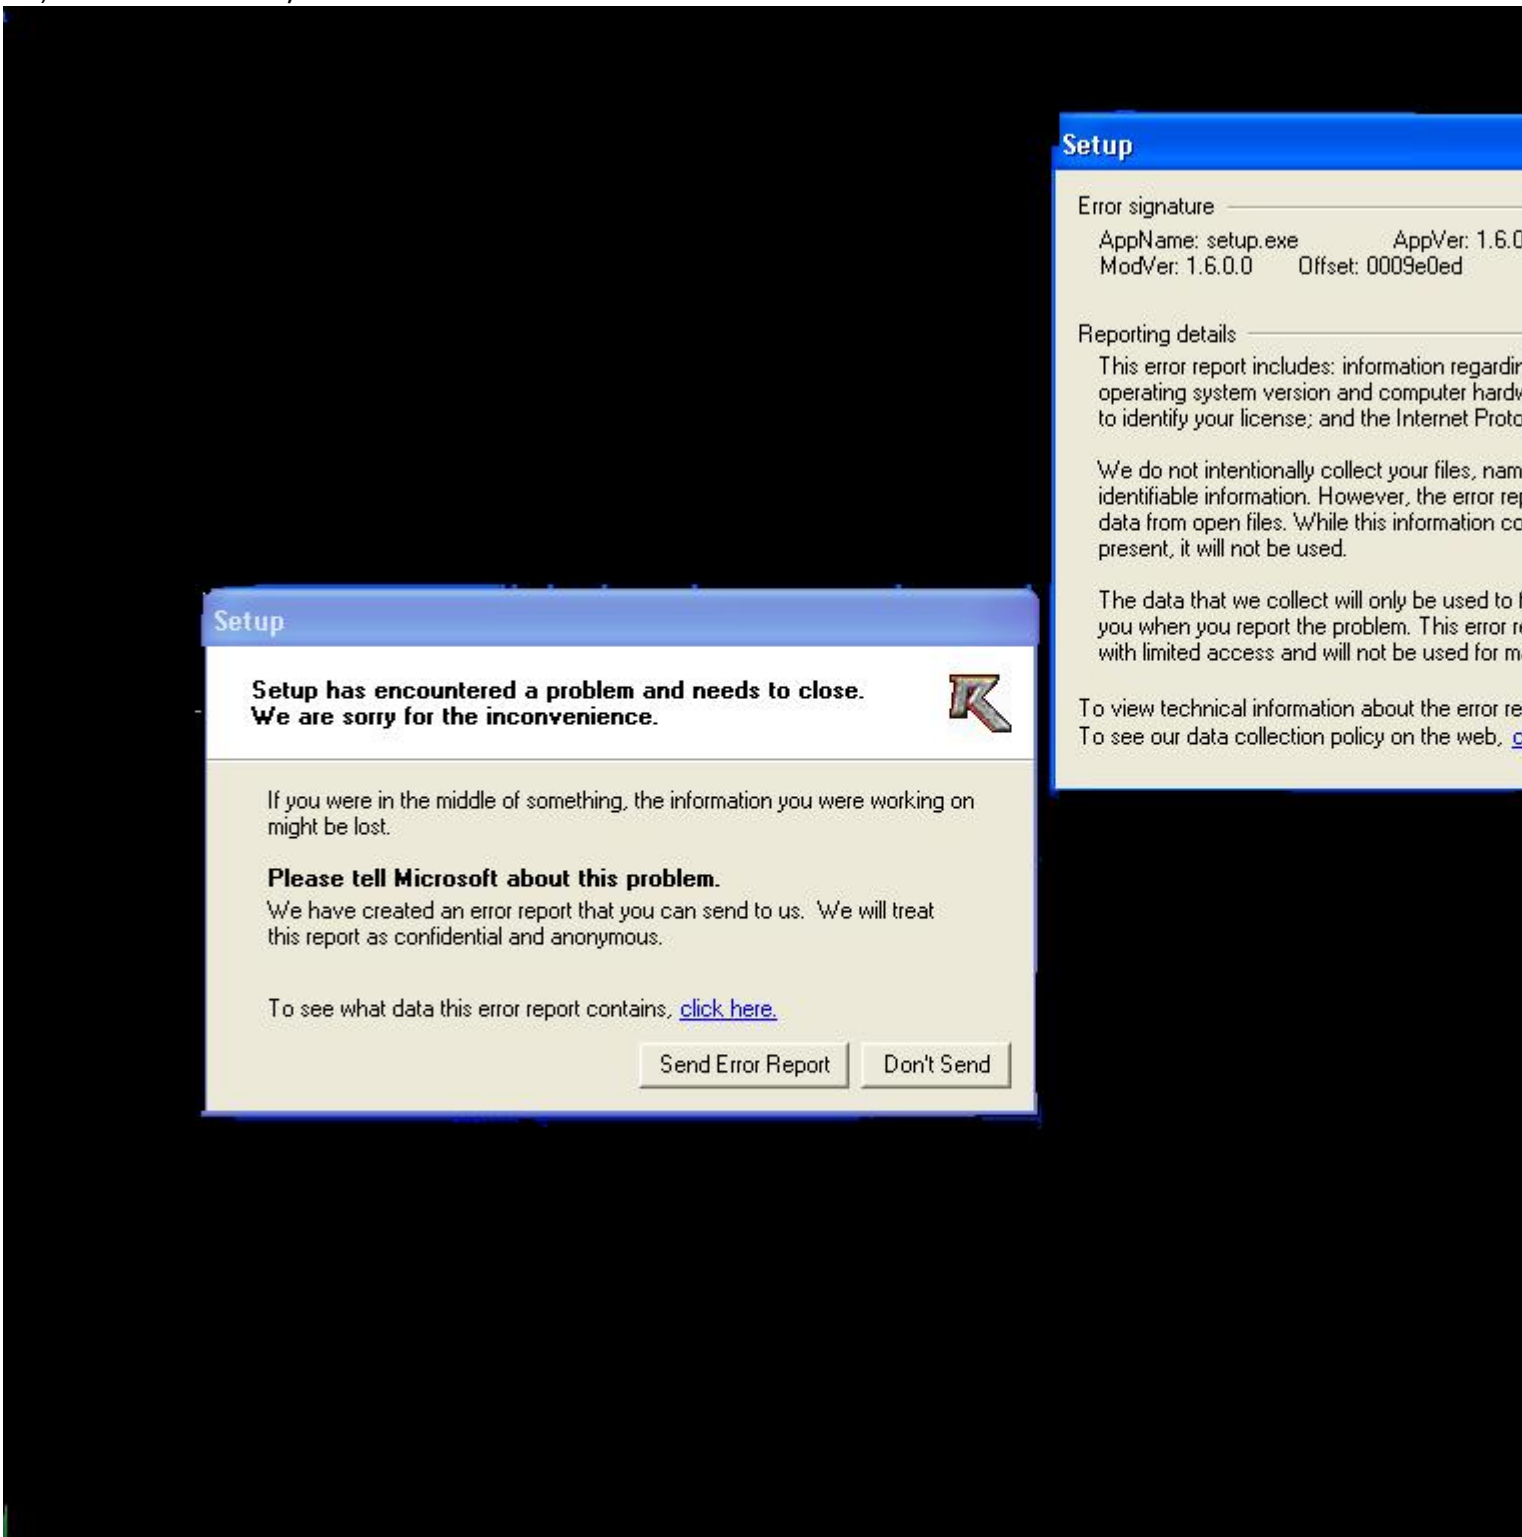 Setup
Setup has encountered a problem and needs to close.
We are sorry for the inconvenience.
If you were in the middle of something, the information you were working on
might be lost.
Please tell Microsoft about this problem.
We have created an error report that you can send to us. We will treat
this report as confidential and anonymous.
To see what data this error report contains, click here.
Send Error Report Don't Send
Setup
Error signature
AppName: setup.exe AppVer: 1.6.0
ModVer: 1.6.0.0 Offset: 0009e0ed
Reporting details
This error report includes: information
operating system version and computer
to identify your license; and the Internet
We do not intentionally collect your files,
identifiable information. However, the error
data from open files. While this information
present, it will not be used.
The data that we collect will only be used to
you when you report the problem. This error
with limited access and will not be used for
To view technical information about the error
To see our data collection policy on the web,